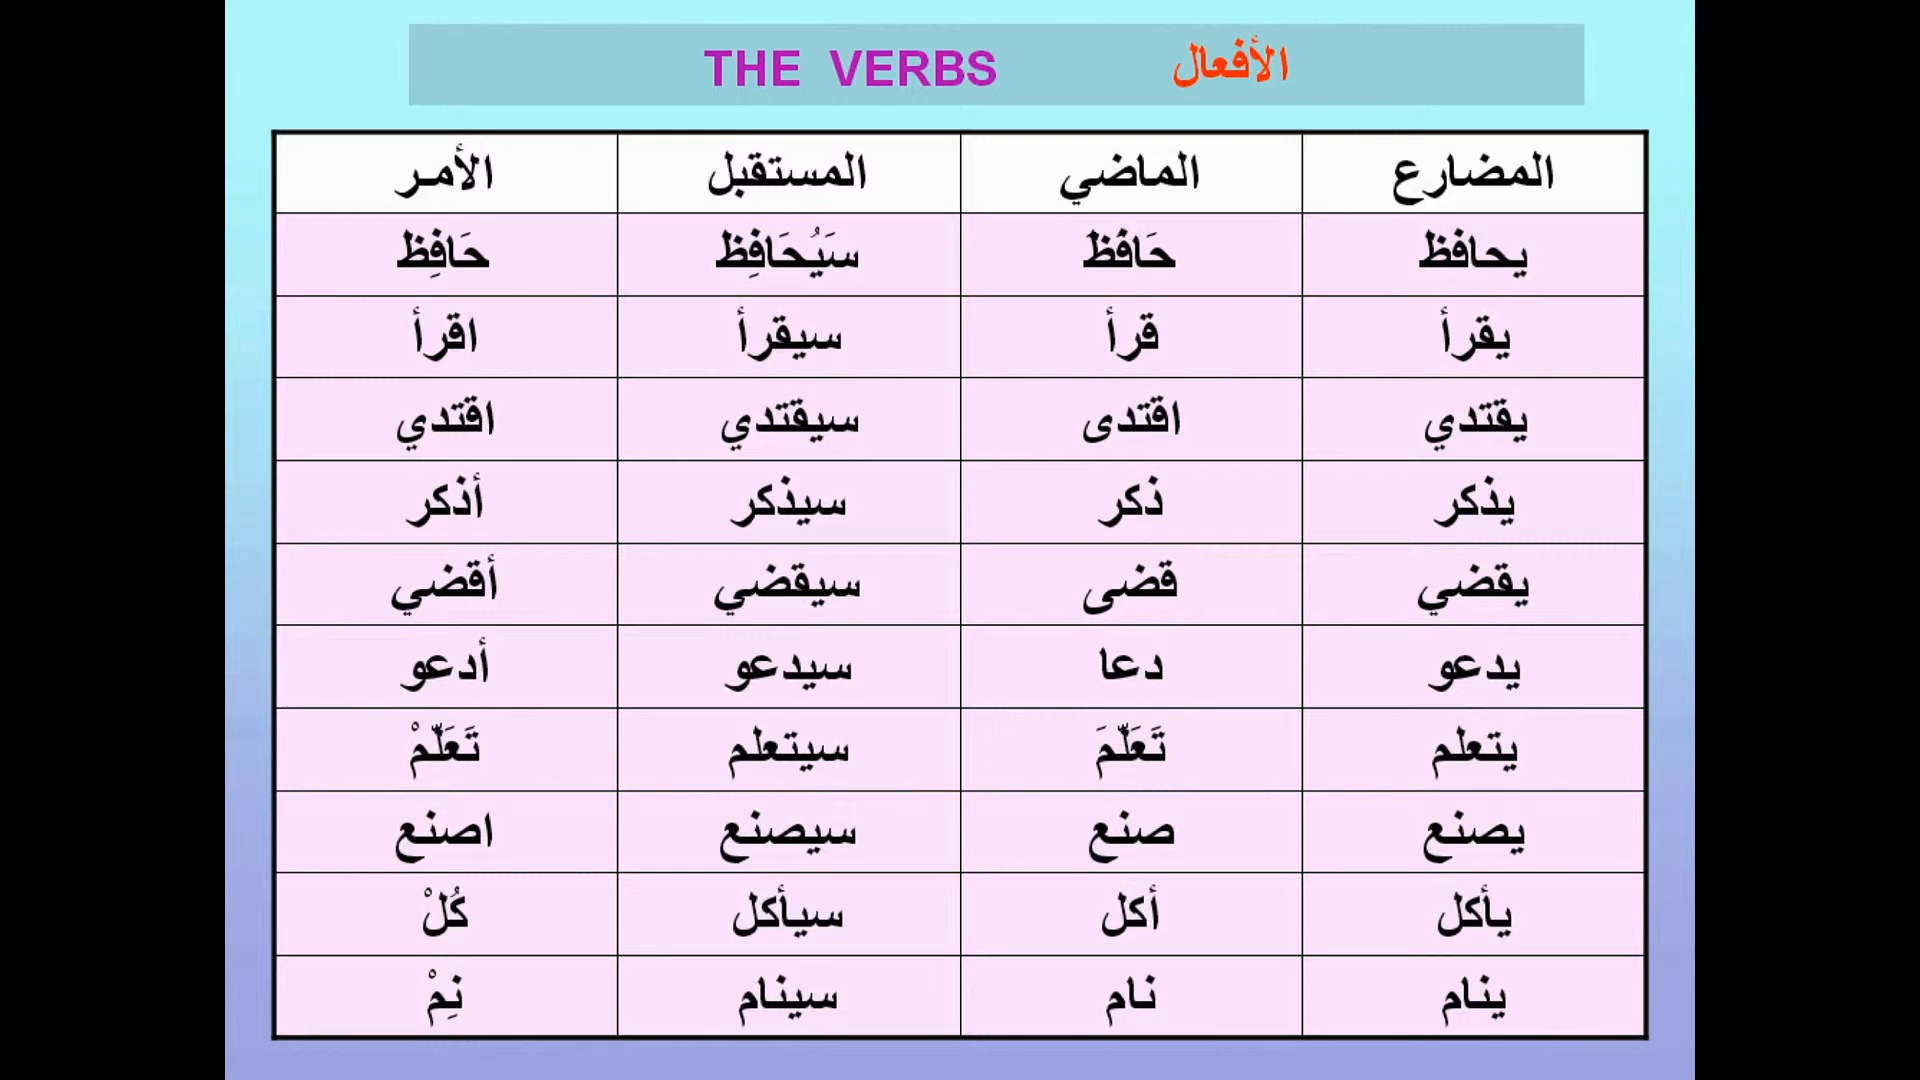 THE VERBS الأفعال
المضارع الماضي المستقبل الأمـر
يحافظ حَافَظَ سَيُحَافِظ حَافِظ
يقرأ قرأ سيقرأ اقرأ
يقتدي اقتدى سيقتدي اقتدي
يذكر ذكر سيذكر أذكر
يقضي قضى سيقضي أقضي
يدعو دعا سيدعو أدعو
يتعلم تَعَلَّمَ سيتعلم تَعَلَّمْ
يصنع صنع سيصنع اصنع
يأكل أكل سيأكل كُلْ
ينام نام سينام نِمْ